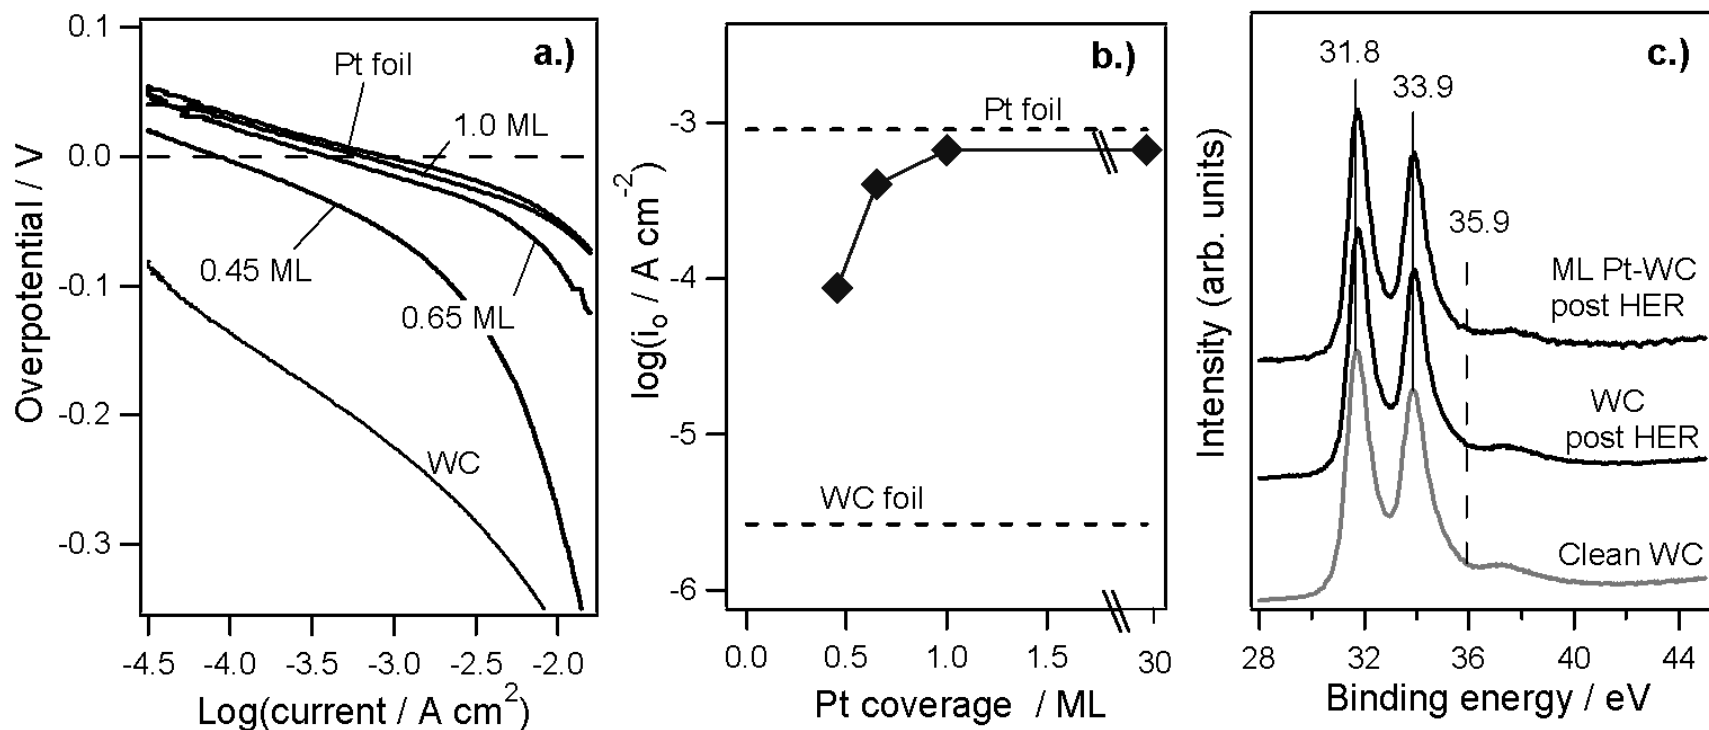 a.)
0.1
0.0
-0.1
-0.2
-0.3
Overpotential / V
Pt foil
1.0 ML
0.45 ML
0.65 ML
WC
-4.5 -4.0 -3.5 -3.0 -2.5 -2.0
Log(current / A cm²)
b.)
-3
-4
-5
-6
log(iₒ / A cm⁻²)
Pt foil
WC foil
0.0 0.5 1.0 1.5 30
Pt coverage / ML
c.)
31.8
33.9
35.9
Intensity (arb. units)
ML Pt-WC
post HER
WC
post HER
Clean WC
28 32 36 40 44
Binding energy / eV